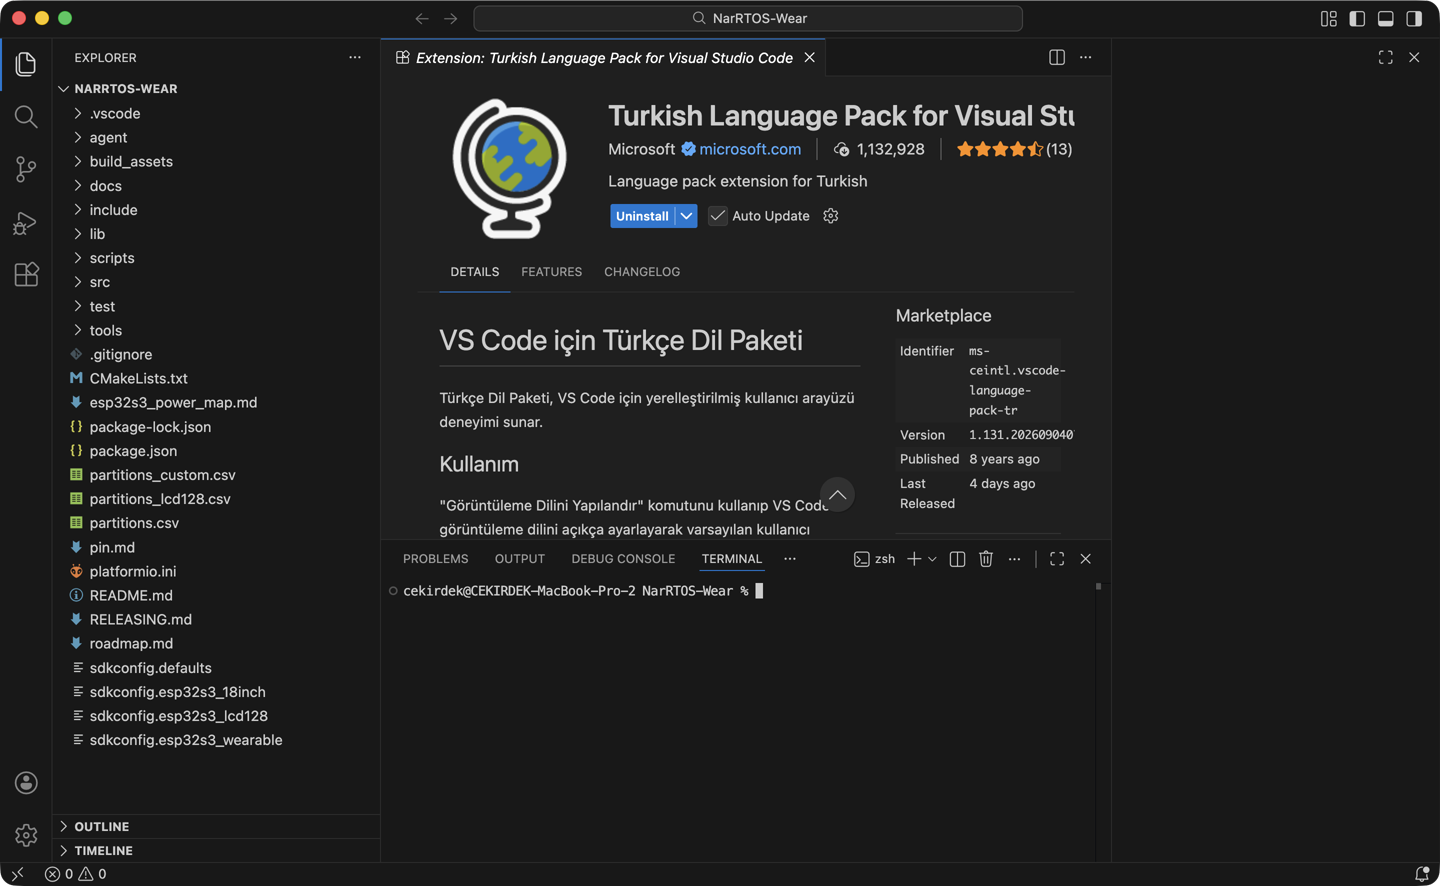 NarRTOS-Wear
EXPLORER
NARRTOS-WEAR
.vscode
agent
build_assets
docs
include
lib
scripts
src
test
tools
.gitignore
CMakeLists.txt
esp32s3_power_map.md
package-lock.json
package.json
partitions_custom.csv
partitions_lcd128.csv
partitions.csv
pin.md
platformio.ini
README.md
RELEASING.md
roadmap.md
sdkconfig.defaults
sdkconfig.esp32s3_18inch
sdkconfig.esp32s3_lcd128
sdkconfig.esp32s3_wearable
OUTLINE
TIMELINE
Extension: Turkish Language Pack for Visual Studio Code
Turkish Language Pack for Visual Stu
Microsoft microsoft.com 1,132,928 (13)
Language pack extension for Turkish
Uninstall Auto Update
DETAILS FEATURES CHANGELOG
VS Code için Türkçe Dil Paketi
Türkçe Dil Paketi, VS Code için yerelleştirilmiş kullanıcı arayüzü
deneyimi sunar.
Kullanım
"Görüntüleme Dilini Yapılandır" komutunu kullanıp VS Code
görüntüleme dilini açıkça ayarlayarak varsayılan kullanıcı
Marketplace
Identifier ms-
ceintl.vscode-
language-
pack-tr
Version 1.131.202609040
Published 8 years ago
Last 4 days ago
Released
PROBLEMS OUTPUT DEBUG CONSOLE TERMINAL zsh
cekirdek@CEKIRDEK-MacBook-Pro-2 NarRTOS-Wear %
0 0